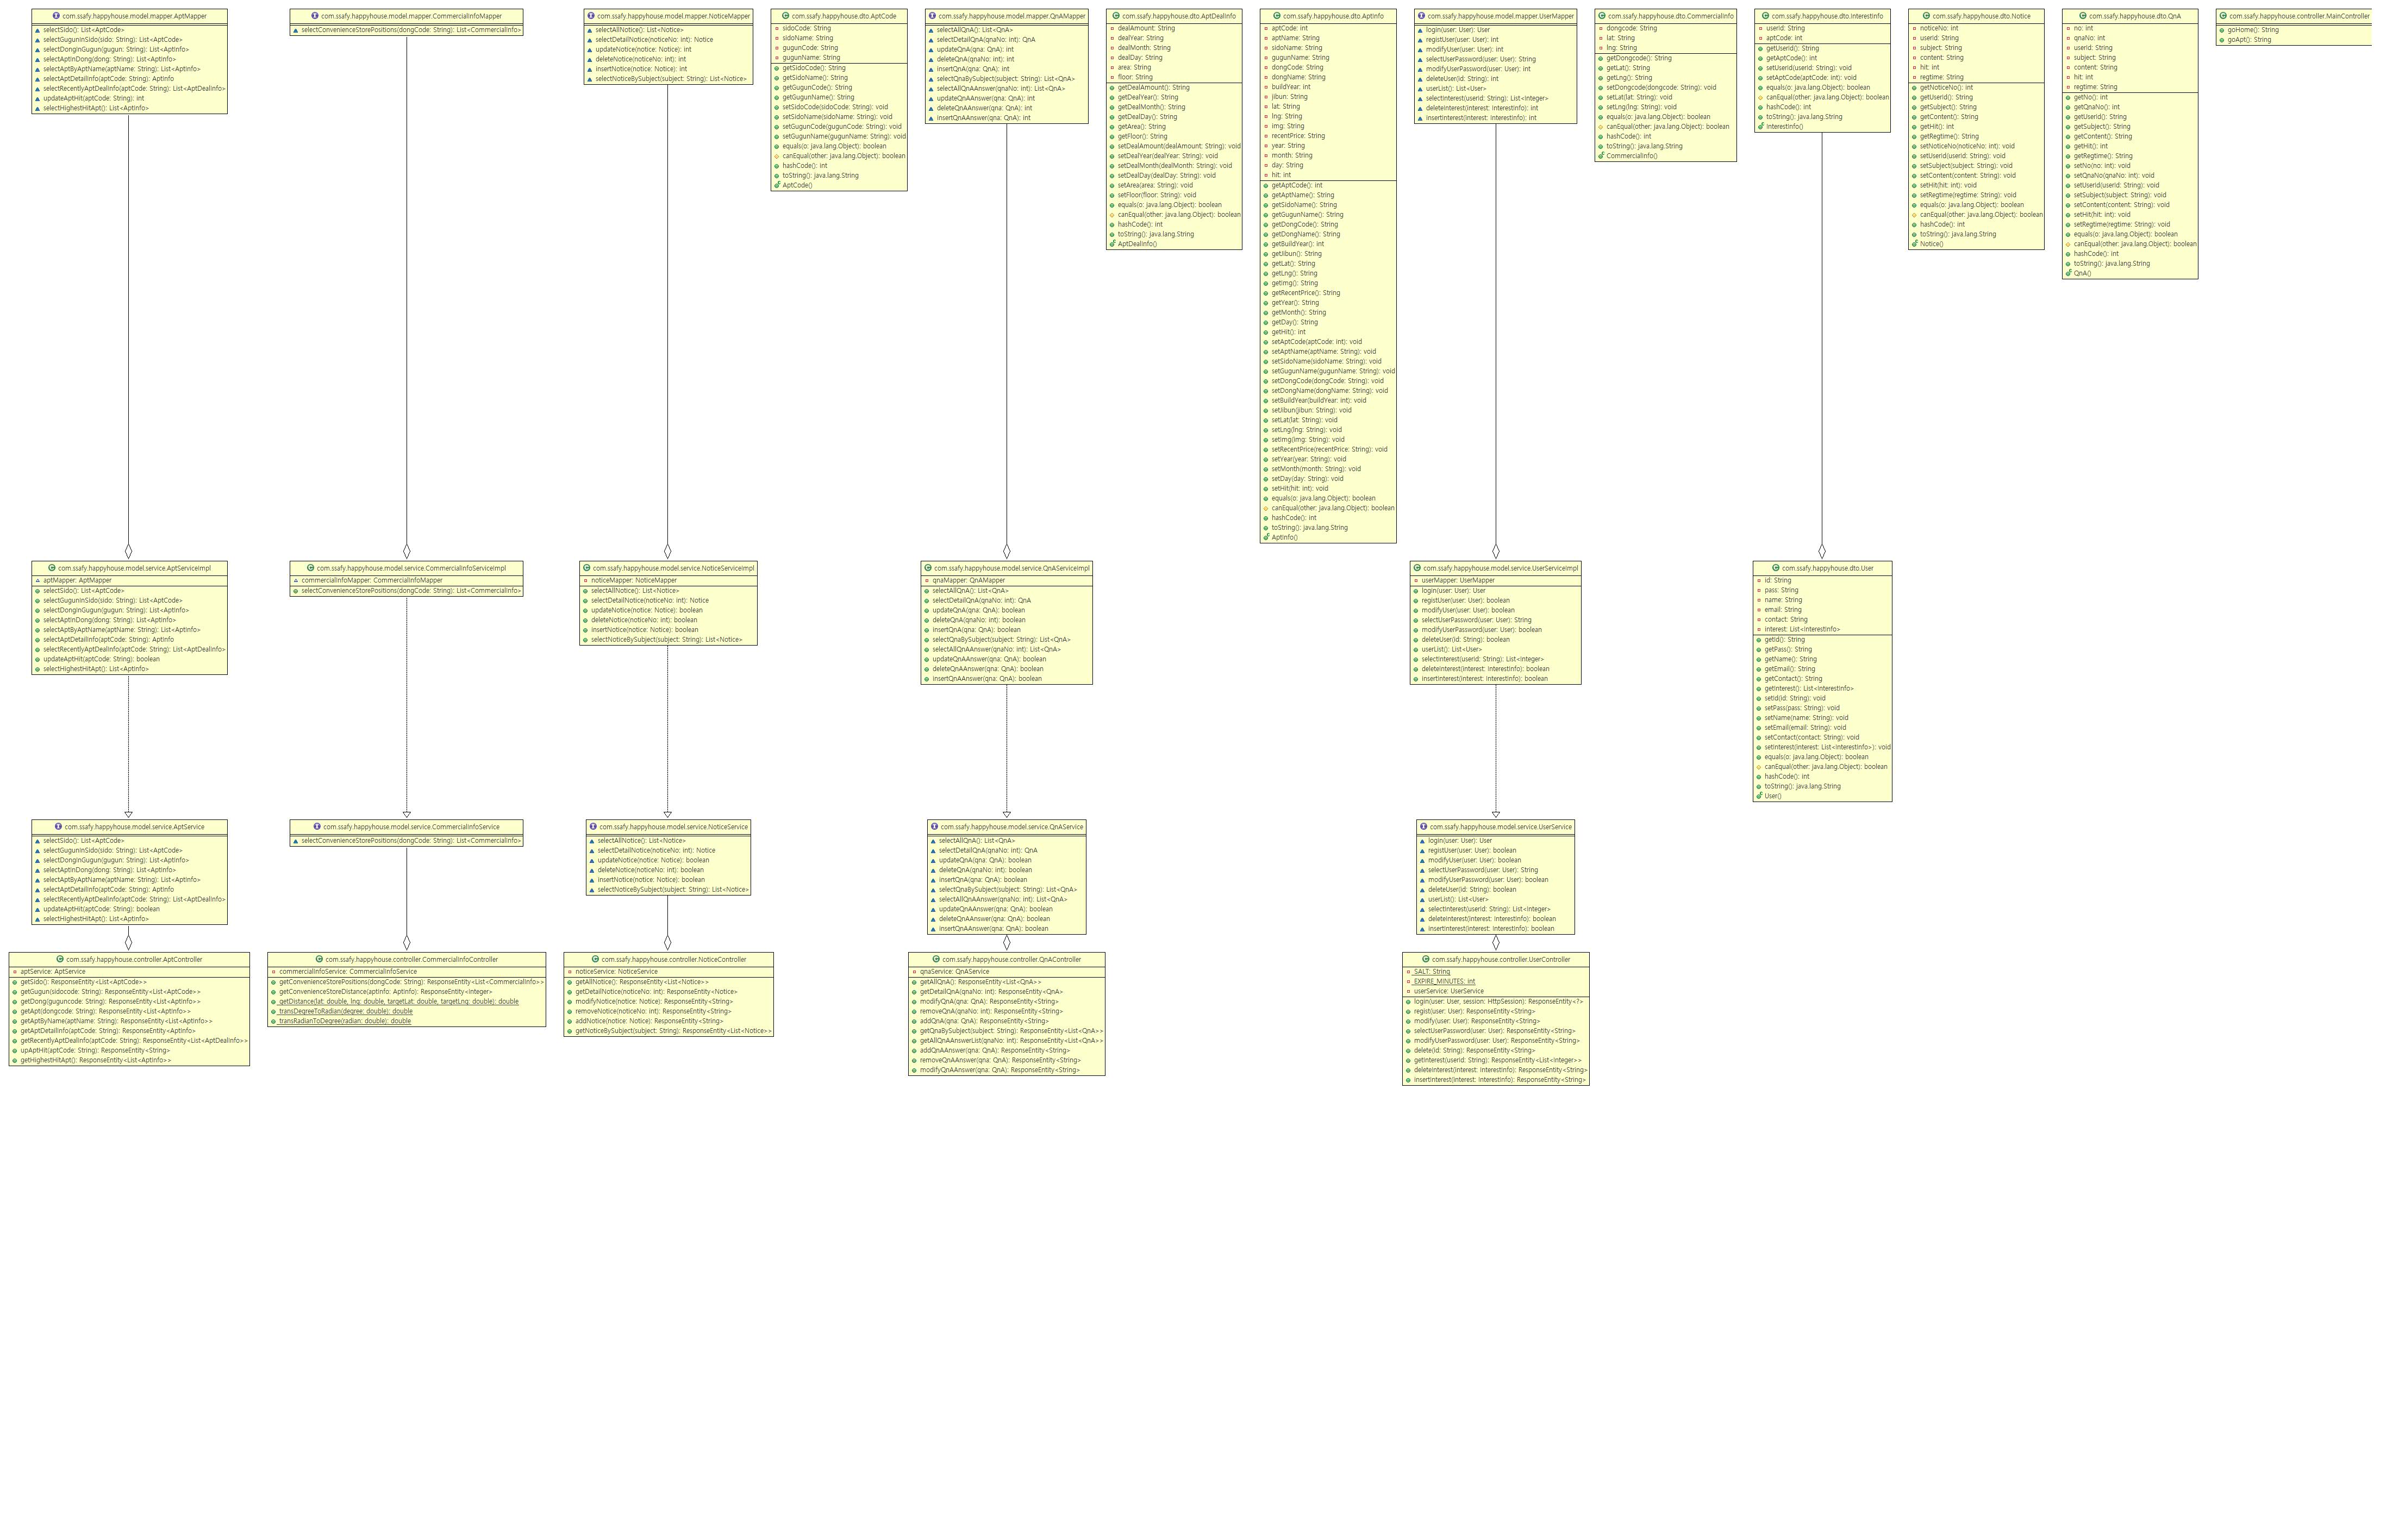 com.ssafy.happyhouse.model.mapper.AptMapper
selectSido(): List<AptCode>
selectGugunInSido(sido: String): List<AptCode>
selectDongInGugun(gugun: String): List<AptInfo>
selectAptInDong(dong: String): List<AptInfo>
selectAptByAptName(aptName: String): List<AptInfo>
selectAptDetailInfo(aptCode: String): AptInfo
selectRecentlyAptDealInfo(aptCode: String): List<AptDealInfo>
updateAptHit(aptCode: String): int
selectHighestHitApt(): List<AptInfo>
com.ssafy.happyhouse.model.mapper.CommercialInfoMapper
selectConvenienceStorePositions(dongCode: String): List<CommercialInfo>
com.ssafy.happyhouse.model.mapper.NoticeMapper
selectAllNotice(): List<Notice>
selectDetailNotice(noticeNo: int): Notice
updateNotice(notice: Notice): int
deleteNotice(noticeNo: int): int
insertNotice(notice: Notice): int
selectNoticeBySubject(subject: String): List<Notice>
com.ssafy.happyhouse.dto.AptCode
sidoCode: String
sidoName: String
gugunCode: String
gugunName: String
getSidoCode(): String
getSidoName(): String
getGugunCode(): String
getGugunName(): String
setSidoCode(sidoCode: String): void
setSidoName(sidoName: String): void
setGugunCode(gugunCode: String): void
setGugunName(gugunName: String): void
equals(o: java.lang.Object): boolean
canEqual(other: java.lang.Object): boolean
hashCode(): int
toString(): java.lang.String
AptCode()
com.ssafy.happyhouse.model.mapper.QnAMapper
selectAllQnA(): List<QnA>
selectDetailQnA(qnaNo: int): QnA
updateQnA(qna: QnA): int
deleteQnA(qnaNo: int): int
insertQnA(qna: QnA): int
selectQnaBySubject(subject: String): List<QnA>
selectAllQnAAnswer(qnaNo: int): List<QnA>
updateQnAAnswer(qna: QnA): int
deleteQnAAnswer(qna: QnA): int
insertQnAAnswer(qna: QnA): int
com.ssafy.happyhouse.dto.AptDealInfo
dealAmount: String
dealYear: String
dealMonth: String
dealDay: String
area: String
floor: String
getDealAmount(): String
getDealYear(): String
getDealMonth(): String
getDealDay(): String
getArea(): String
getFloor(): String
setDealAmount(dealAmount: String): void
setDealYear(dealYear: String): void
setDealMonth(dealMonth: String): void
setDealDay(dealDay: String): void
setArea(area: String): void
setFloor(floor: String): void
equals(o: java.lang.Object): boolean
canEqual(other: java.lang.Object): boolean
hashCode(): int
toString(): java.lang.String
AptDealInfo()
com.ssafy.happyhouse.dto.AptInfo
aptCode: int
aptName: String
sidoName: String
gugunName: String
dongCode: String
dongName: String
buildYear: int
jibun: String
lat: String
lng: String
img: String
recentPrice: String
year: String
month: String
day: String
hit: int
getAptCode(): int
getAptName(): String
getSidoName(): String
getGugunName(): String
getDongCode(): String
getDongName(): String
getBuildYear(): int
getJibun(): String
getLat(): String
getLng(): String
getImg(): String
getRecentPrice(): String
getYear(): String
getMonth(): String
getDay(): String
getHit(): int
setAptCode(aptCode: int): void
setAptName(aptName: String): void
setSidoName(sidoName: String): void
setGugunName(gugunName: String): void
setDongCode(dongCode: String): void
setDongName(dongName: String): void
setBuildYear(buildYear: int): void
setJibun(jibun: String): void
setLat(lat: String): void
setLng(lng: String): void
setImg(img: String): void
setRecentPrice(recentPrice: String): void
setYear(year: String): void
setMonth(month: String): void
setDay(day: String): void
setHit(hit: int): void
equals(o: java.lang.Object): boolean
canEqual(other: java.lang.Object): boolean
hashCode(): int
toString(): java.lang.String
AptInfo()
com.ssafy.happyhouse.model.mapper.UserMapper
login(user: User): User
registUser(user: User): int
modifyUser(user: User): int
selectUserPassword(user: User): String
modifyUserPassword(user: User): int
deleteUser(id: String): int
userList(): List<User>
selectInterest(userid: String): List<Integer>
deleteInterest(interest: InterestInfo): int
insertInterest(interest: InterestInfo): int
com.ssafy.happyhouse.dto.CommercialInfo
dongcode: String
lat: String
lng: String
getDongcode(): String
getLat(): String
getLng(): String
setDongcode(dongcode: String): void
setLat(lat: String): void
setLng(lng: String): void
equals(o: java.lang.Object): boolean
canEqual(other: java.lang.Object): boolean
hashCode(): int
toString(): java.lang.String
CommercialInfo()
com.ssafy.happyhouse.dto.InterestInfo
userid: String
aptCode: int
getUserid(): String
getAptCode(): int
setUserid(userid: String): void
setAptCode(aptCode: int): void
equals(o: java.lang.Object): boolean
canEqual(other: java.lang.Object): boolean
hashCode(): int
toString(): java.lang.String
InterestInfo()
com.ssafy.happyhouse.dto.Notice
noticeNo: int
userid: String
subject: String
content: String
hit: int
regtime: String
getNoticeNo(): int
getUserid(): String
getSubject(): String
getContent(): String
getHit(): int
getRegtime(): String
setNoticeNo(noticeNo: int): void
setUserid(userid: String): void
setSubject(subject: String): void
setContent(content: String): void
setHit(hit: int): void
setRegtime(regtime: String): void
equals(o: java.lang.Object): boolean
canEqual(other: java.lang.Object): boolean
hashCode(): int
toString(): java.lang.String
Notice()
com.ssafy.happyhouse.dto.QnA
no: int
qnaNo: int
userid: String
subject: String
content: String
hit: int
regtime: String
getNo(): int
getQnaNo(): int
getUserid(): String
getSubject(): String
getContent(): String
getHit(): int
getRegtime(): String
setNo(no: int): void
setQnaNo(qnaNo: int): void
setUserid(userid: String): void
setSubject(subject: String): void
setContent(content: String): void
setHit(hit: int): void
setRegtime(regtime: String): void
equals(o: java.lang.Object): boolean
canEqual(other: java.lang.Object): boolean
hashCode(): int
toString(): java.lang.String
QnA()
com.ssafy.happyhouse.controller.MainController
goHome(): String
goApt(): String
com.ssafy.happyhouse.model.service.AptServiceImpl
aptMapper: AptMapper
selectSido(): List<AptCode>
selectGugunInSido(sido: String): List<AptCode>
selectDongInGugun(gugun: String): List<AptInfo>
selectAptInDong(dong: String): List<AptInfo>
selectAptByAptName(aptName: String): List<AptInfo>
selectAptDetailInfo(aptCode: String): AptInfo
selectRecentlyAptDealInfo(aptCode: String): List<AptDealInfo>
updateAptHit(aptCode: String): boolean
selectHighestHitApt(): List<AptInfo>
com.ssafy.happyhouse.model.service.CommercialInfoServiceImpl
commercialInfoMapper: CommercialInfoMapper
selectConvenienceStorePositions(dongCode: String): List<CommercialInfo>
com.ssafy.happyhouse.model.service.NoticeServiceImpl
noticeMapper: NoticeMapper
selectAllNotice(): List<Notice>
selectDetailNotice(noticeNo: int): Notice
updateNotice(notice: Notice): boolean
deleteNotice(noticeNo: int): boolean
insertNotice(notice: Notice): boolean
selectNoticeBySubject(subject: String): List<Notice>
com.ssafy.happyhouse.model.service.QnAServiceImpl
qnaMapper: QnAMapper
selectAllQnA(): List<QnA>
selectDetailQnA(qnaNo: int): QnA
updateQnA(qna: QnA): boolean
deleteQnA(qnaNo: int): boolean
insertQnA(qna: QnA): boolean
selectQnaBySubject(subject: String): List<QnA>
selectAllQnAAnswer(qnaNo: int): List<QnA>
updateQnAAnswer(qna: QnA): boolean
deleteQnAAnswer(qna: QnA): boolean
insertQnAAnswer(qna: QnA): boolean
com.ssafy.happyhouse.model.service.UserServiceImpl
userMapper: UserMapper
login(user: User): User
registUser(user: User): boolean
modifyUser(user: User): boolean
selectUserPassword(user: User): String
modifyUserPassword(user: User): boolean
deleteUser(id: String): boolean
userList(): List<User>
selectInterest(userid: String): List<Integer>
deleteInterest(interest: InterestInfo): boolean
insertInterest(interest: InterestInfo): boolean
com.ssafy.happyhouse.dto.User
id: String
pass: String
name: String
email: String
contact: String
interest: List<InterestInfo>
getId(): String
getPass(): String
getName(): String
getEmail(): String
getContact(): String
getInterest(): List<InterestInfo>
setId(id: String): void
setPass(pass: String): void
setName(name: String): void
setEmail(email: String): void
setContact(contact: String): void
setInterest(interest: List<InterestInfo>): void
equals(o: java.lang.Object): boolean
canEqual(other: java.lang.Object): boolean
hashCode(): int
toString(): java.lang.String
User()
com.ssafy.happyhouse.model.service.AptService
selectSido(): List<AptCode>
selectGugunInSido(sido: String): List<AptCode>
selectDongInGugun(gugun: String): List<AptInfo>
selectAptInDong(dong: String): List<AptInfo>
selectAptByAptName(aptName: String): List<AptInfo>
selectAptDetailInfo(aptCode: String): AptInfo
selectRecentlyAptDealInfo(aptCode: String): List<AptDealInfo>
updateAptHit(aptCode: String): boolean
selectHighestHitApt(): List<AptInfo>
com.ssafy.happyhouse.model.service.CommercialInfoService
selectConvenienceStorePositions(dongCode: String): List<CommercialInfo>
com.ssafy.happyhouse.model.service.NoticeService
selectAllNotice(): List<Notice>
selectDetailNotice(noticeNo: int): Notice
updateNotice(notice: Notice): boolean
deleteNotice(noticeNo: int): boolean
insertNotice(notice: Notice): boolean
selectNoticeBySubject(subject: String): List<Notice>
com.ssafy.happyhouse.model.service.QnAService
selectAllQnA(): List<QnA>
selectDetailQnA(qnaNo: int): QnA
updateQnA(qna: QnA): boolean
deleteQnA(qnaNo: int): boolean
insertQnA(qna: QnA): boolean
selectQnaBySubject(subject: String): List<QnA>
selectAllQnAAnswer(qnaNo: int): List<QnA>
updateQnAAnswer(qna: QnA): boolean
deleteQnAAnswer(qna: QnA): boolean
insertQnAAnswer(qna: QnA): boolean
com.ssafy.happyhouse.model.service.UserService
login(user: User): User
registUser(user: User): boolean
modifyUser(user: User): boolean
selectUserPassword(user: User): String
modifyUserPassword(user: User): boolean
deleteUser(id: String): boolean
userList(): List<User>
selectInterest(userid: String): List<Integer>
deleteInterest(interest: InterestInfo): boolean
insertInterest(interest: InterestInfo): boolean
com.ssafy.happyhouse.controller.AptController
aptService: AptService
getSido(): ResponseEntity<List<AptCode>>
getGugun(sidocode: String): ResponseEntity<List<AptCode>>
getDong(guguncode: String): ResponseEntity<List<AptInfo>>
getApt(dongcode: String): ResponseEntity<List<AptInfo>>
getAptByName(aptName: String): ResponseEntity<List<AptInfo>>
getAptDetailInfo(aptCode: String): ResponseEntity<AptInfo>
getRecentlyAptDealInfo(aptCode: String): ResponseEntity<List<AptDealInfo>>
upAptHit(aptCode: String): ResponseEntity<String>
getHighestHitApt(): ResponseEntity<List<AptInfo>>
com.ssafy.happyhouse.controller.CommercialInfoController
commercialInfoService: CommercialInfoService
getConvenienceStorePositions(dongCode: String): ResponseEntity<List<CommercialInfo>>
getConvenienceStoreDistance(aptInfo: AptInfo): ResponseEntity<Integer>
getDistance(lat: double, lng: double, targetLat: double, targetLng: double): double
transDegreeToRadian(degree: double): double
transRadianToDegree(radian: double): double
com.ssafy.happyhouse.controller.NoticeController
noticeService: NoticeService
getAllNotice(): ResponseEntity<List<Notice>>
getDetailNotice(noticeNo: int): ResponseEntity<Notice>
modifyNotice(notice: Notice): ResponseEntity<String>
removeNotice(noticeNo: int): ResponseEntity<String>
addNotice(notice: Notice): ResponseEntity<String>
getNoticeBySubject(subject: String): ResponseEntity<List<Notice>>
com.ssafy.happyhouse.controller.QnAController
qnaService: QnAService
getAllQnA(): ResponseEntity<List<QnA>>
getDetailQnA(qnaNo: int): ResponseEntity<QnA>
modifyQnA(qna: QnA): ResponseEntity<String>
removeQnA(qnaNo: int): ResponseEntity<String>
addQnA(qna: QnA): ResponseEntity<String>
getQnaBySubject(subject: String): ResponseEntity<List<QnA>>
getAllQnAAnswerList(qnaNo: int): ResponseEntity<List<QnA>>
addQnAAnswer(qna: QnA): ResponseEntity<String>
removeQnAAnswer(qna: QnA): ResponseEntity<String>
modifyQnAAnswer(qna: QnA): ResponseEntity<String>
com.ssafy.happyhouse.controller.UserController
SALT: String
EXPIRE_MINUTES: int
userService: UserService
login(user: User, session: HttpSession): ResponseEntity<?>
regist(user: User): ResponseEntity<String>
modify(user: User): ResponseEntity<String>
selectUserPassword(user: User): ResponseEntity<String>
modifyUserPassword(user: User): ResponseEntity<String>
delete(id: String): ResponseEntity<String>
getInterest(userid: String): ResponseEntity<List<Integer>>
deleteInterest(interest: InterestInfo): ResponseEntity<String>
insertInterest(interest: InterestInfo): ResponseEntity<String>